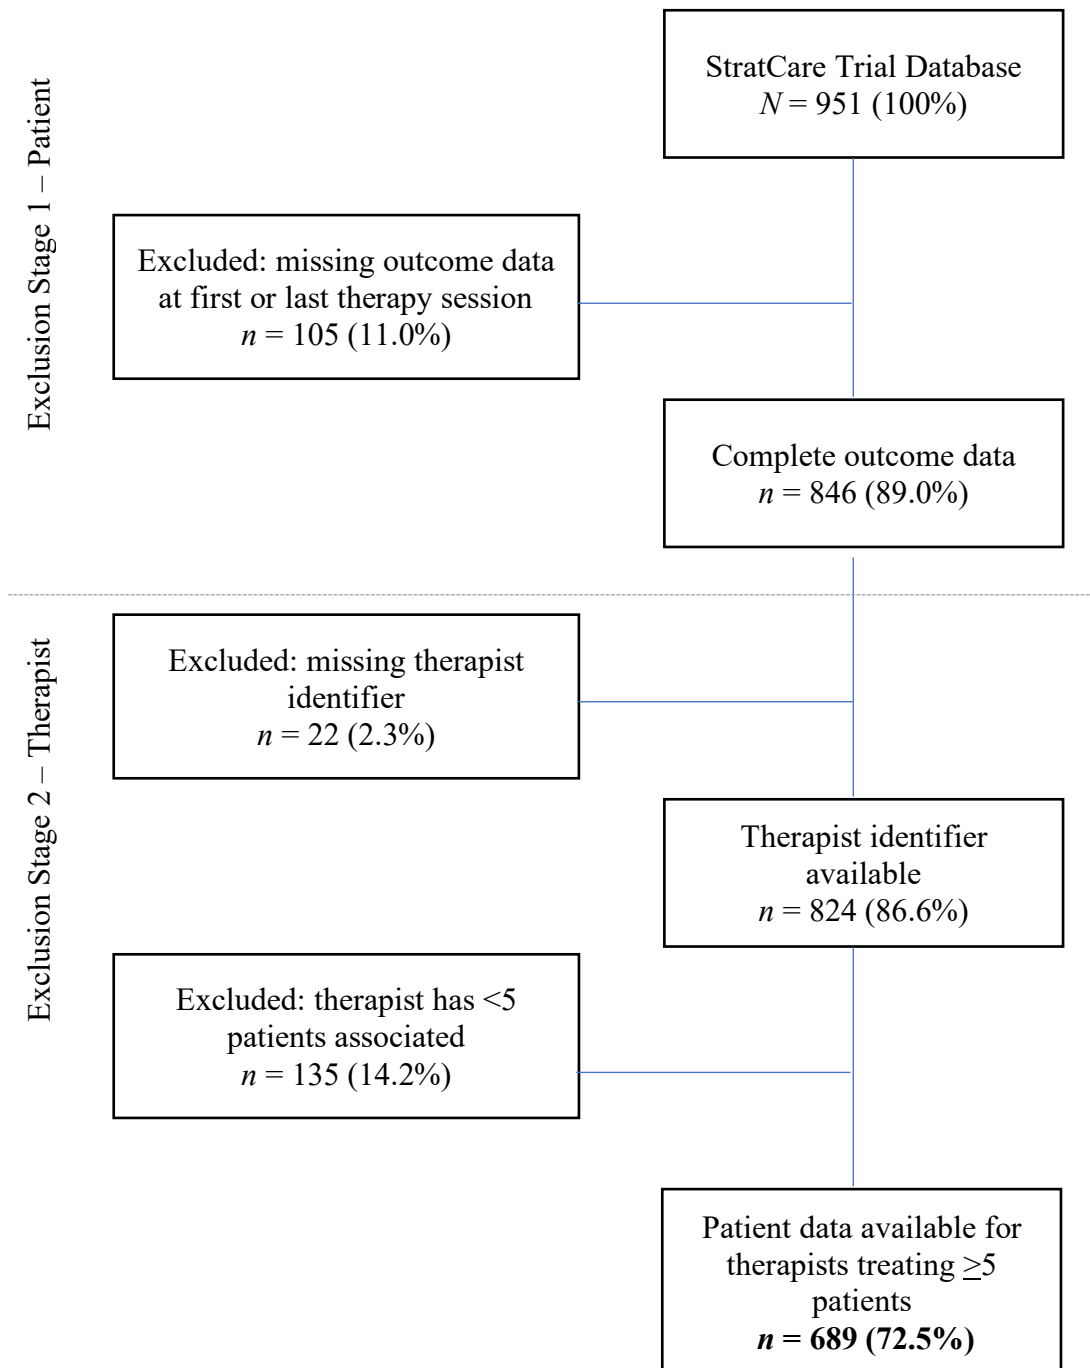 Exclusion Stage 1 – Patient
StratCare Trial Database
N = 951 (100%)
Excluded: missing outcome data
at first or last therapy session
n = 105 (11.0%)
Complete outcome data
n = 846 (89.0%)
Exclusion Stage 2 – Therapist
Excluded: missing therapist
identifier
n = 22 (2.3%)
Therapist identifier
available
n = 824 (86.6%)
Excluded: therapist has <5
patients associated
n = 135 (14.2%)
Patient data available for
therapists treating ≥5
patients
n = 689 (72.5%)